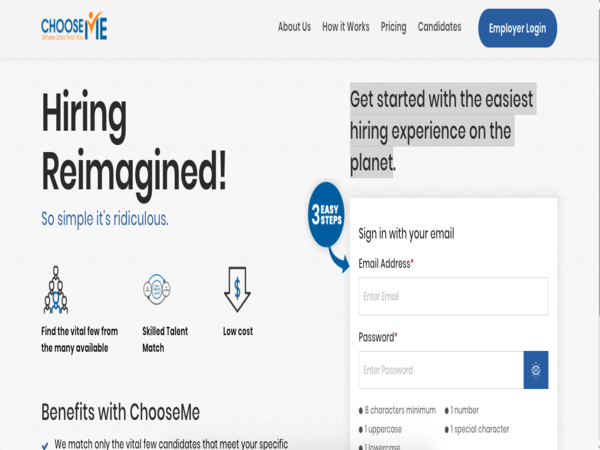 CHOOSE ME
Where Jobs Find You
About Us
How it Works
Pricing
Candidates
Employer Login
Hiring
Reimagined!
So simple it's ridiculous.
Find the vital few from
the many available
Skilled Talent
Match
Low cost
Benefits with ChooseMe
We match only the vital few candidates that meet your specific
Get started with the easiest
hiring experience on the
planet.
3 EASY
STEPS
Sign in with your email
Email Address*
Enter Email
Password*
Enter Password
8 characters minimum
1 number
1 uppercase
1 special character
1 lowercase